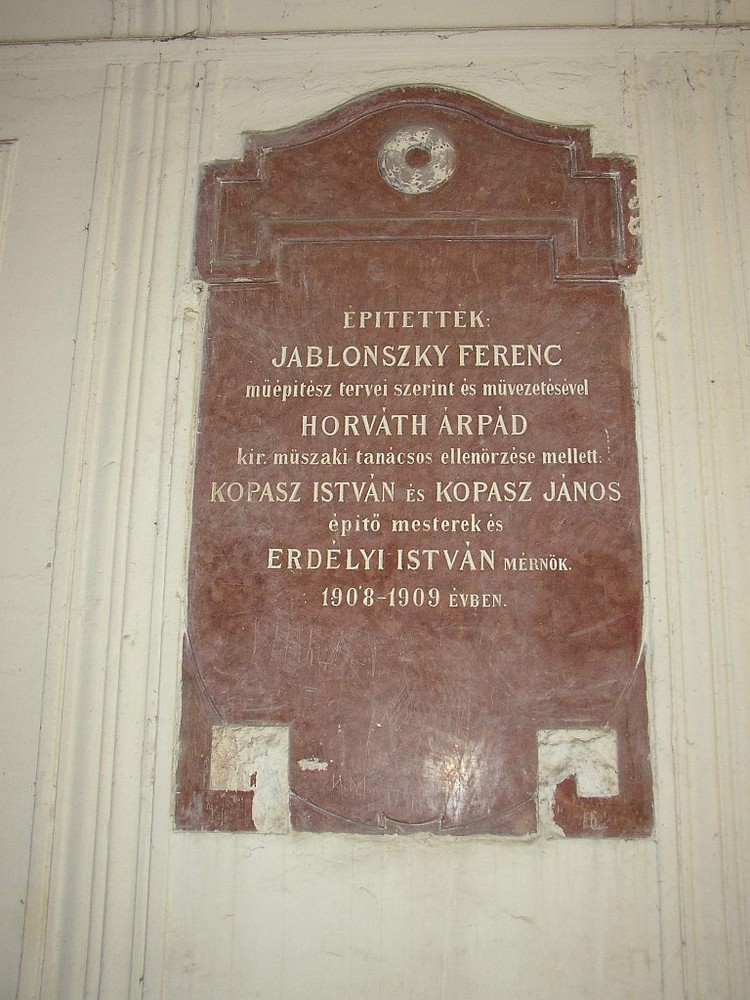 ÉPITETTÉK:
JABLONSZKY FERENC
müépitész tervei szerint és müvezetésével
HORVÁTH ÁRPÁD
kir. müszaki tanácsos ellenörzése mellett:
KOPASZ ISTVÁN ÉS KOPASZ JÁNOS
épitő mesterek és
ERDÉLYI ISTVÁN MÉRNÖK.
1908-1909 ÉVBEN.